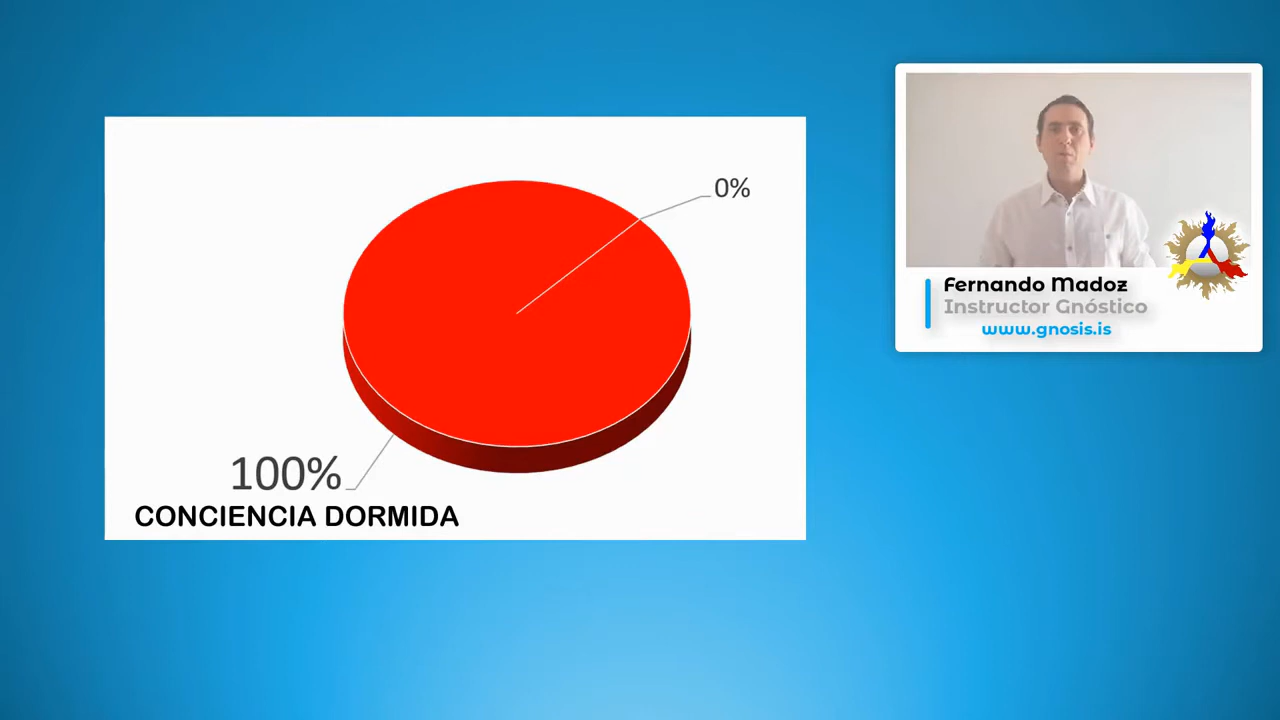 0%
100%
CONCIENCIA DORMIDA
Fernando Madoz
Instructor Gnóstico
www.gnosis.is